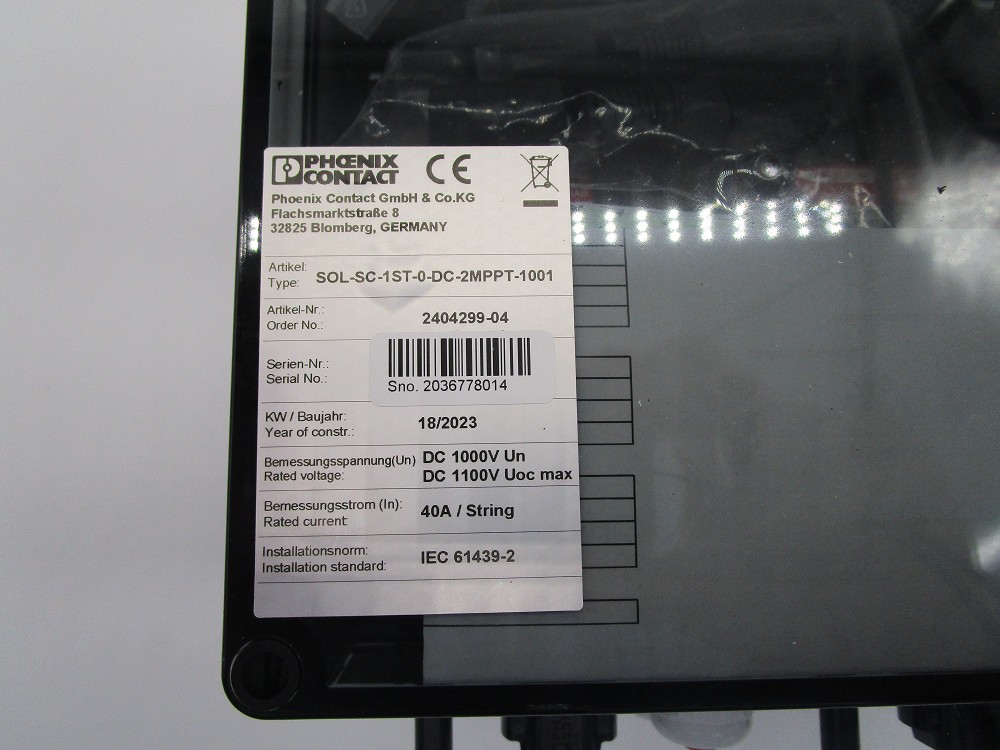 PHŒNIX
CONTACT
CE
Phoenix Contact GmbH & Co.KG
Flachsmarktstraße 8
32825 Blomberg, GERMANY
Artikel:
Type: SOL-SC-1ST-0-DC-2MPPT-1001
Artikel-Nr.:
Order No.: 2404299-04
Serien-Nr.:
Serial No.:
Sno. 2036778014
KW / Baujahr:
Year of constr.: 18/2023
Bemessungsspannung(Un) DC 1000V Un
Rated voltage: DC 1100V Uoc max
Bemessungsstrom (In):
Rated current: 40A / String
Installationsnorm:
Installation standard: IEC 61439-2